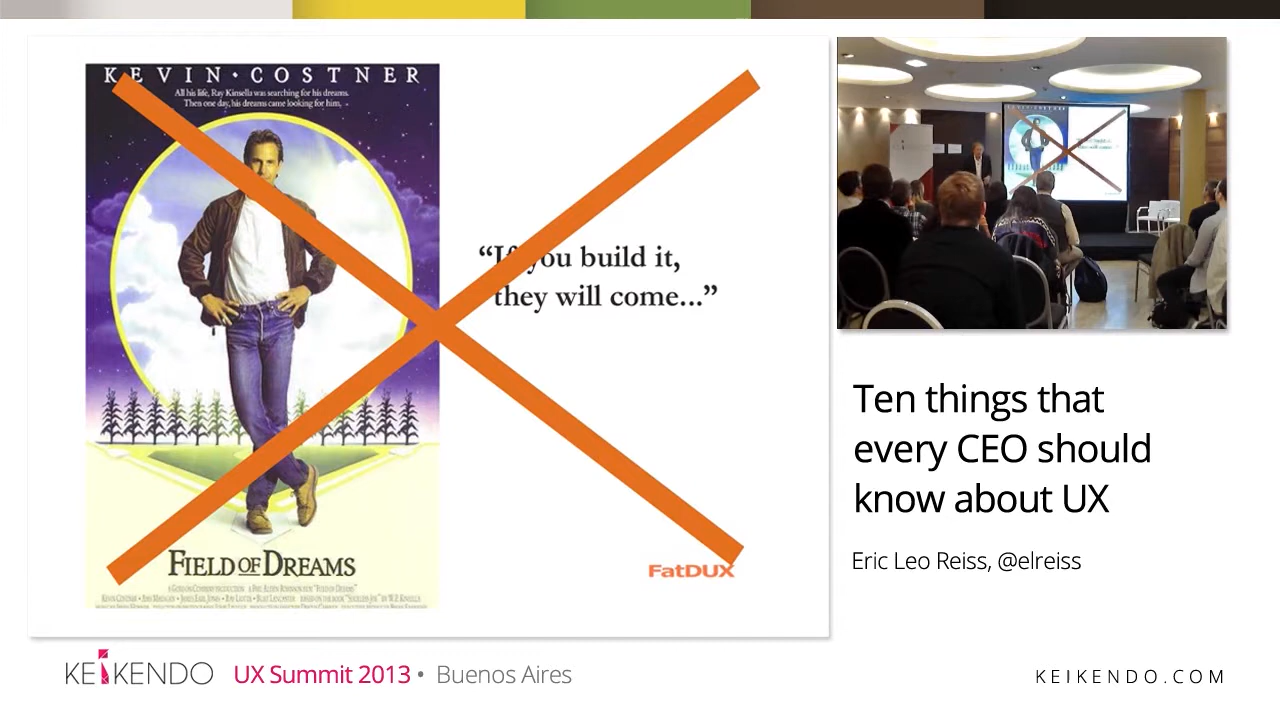 KEVIN•COSTNER
All his life, Ray Kinsella was searching for his dreams.
Then one day, his dreams came looking for him.
FIELD OF DREAMS
“If you build it,
they will come...”
FatDUX
Ten things that
every CEO should
know about UX
Eric Leo Reiss, @elreiss
KEIKENDO UX Summit 2013 • Buenos Aires
KEIKENDO.COM